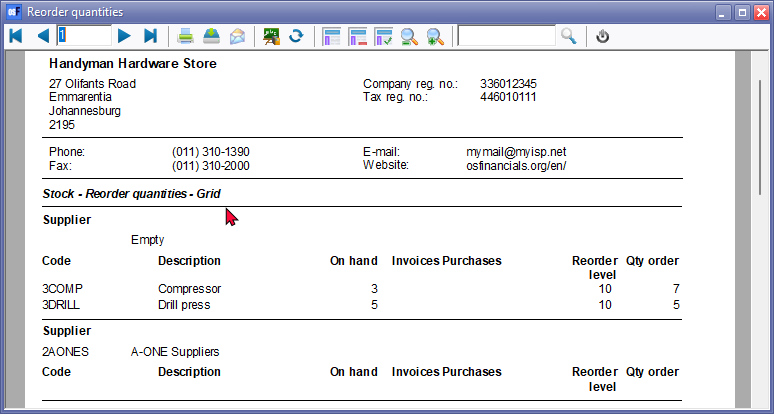 Reorder quantities
1
Handyman Hardware Store
27 Olifants Road Company reg. no.: 336012345
Emmarentia Tax reg. no.: 446010111
Johannesburg
2195
Phone: (011) 310-1390 E-mail: mymail@myisp.net
Fax: (011) 310-2000 Website: osfinancials.org/en/
Stock - Reorder quantities - Grid
Supplier
Empty
Code Description On hand Invoices Purchases Reorder level Qty order
3COMP Compressor 3 10 7
3DRILL Drill press 5 10 5
Supplier
2AONES A-ONE Suppliers
Code Description On hand Invoices Purchases Reorder level Qty order